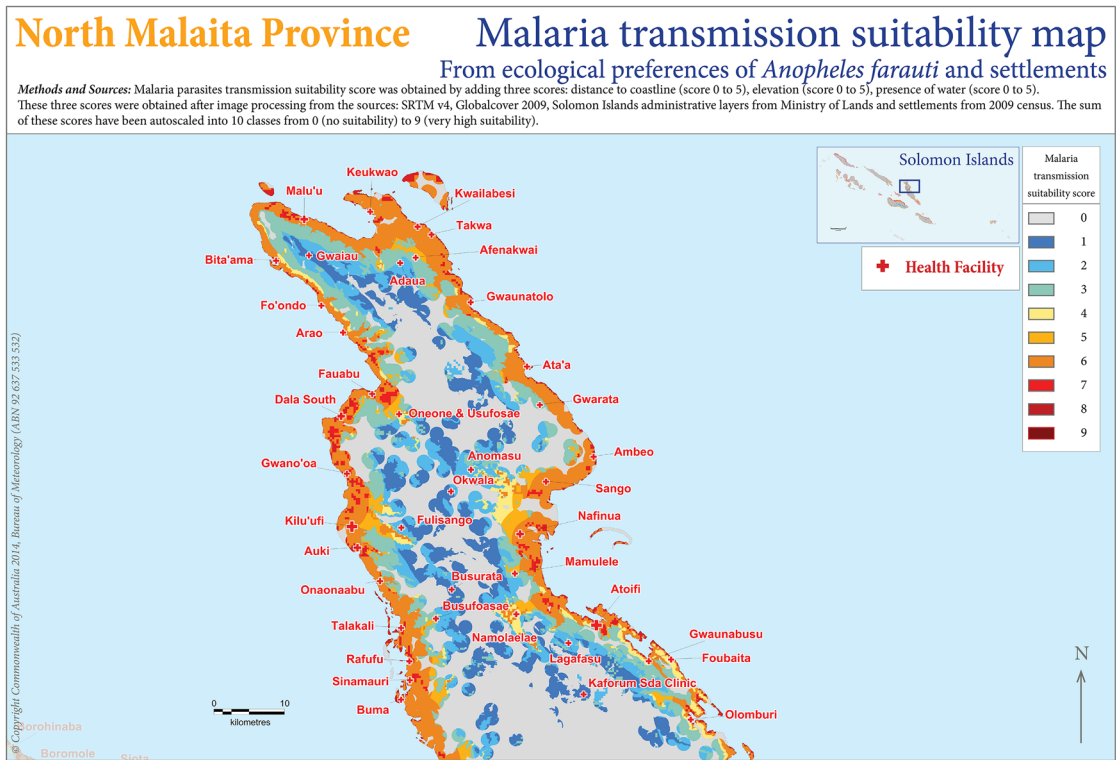 North Malaita Province
Malaria transmission suitability map
From ecological preferences of Anopheles farauti and settlements
Methods and Sources: Malaria parasites transmission suitability score was obtained by adding three scores: distance to coastline (score 0 to 5), elevation (score 0 to 5), presence of water (score 0 to 5).
These three scores were obtained after image processing from the sources: SRTM v4, Globalcover 2009, Solomon Islands administrative layers from Ministry of Lands and settlements from 2009 census. The sum
of these scores have been autoscaled into 10 classes from 0 (no suitability) to 9 (very high suitability).
Solomon Islands
Malaria
transmission
suitability score
0
1
2
3
4
5
6
7
8
9
Health Facility
Keukwao
Malu'u
Kwailabesi
Takwa
Afenakwai
Bita'ama
Gwaiau
Adaua
Gwaunatolo
Fo'ondo
Arao
Ata'a
Fauabu
Dala South
Gwarata
Oneone & Usufosae
Ambeo
Anomasu
Gwano'oa
Okwala
Sango
Nafinua
Kilu'ufi
Fulisango
Auki
Mamulele
Busurata
Onaonaabu
Atoifi
Busufoasae
Talakali
Namolaelae
Gwaunabusu
Rafufu
Lagafasu
Foubaita
Sinamauri
Kaforum Sda Clinic
Buma
Olomburi
0 10
kilometres
N
Borohinaba
Boromole
Siota
© Copyright Commonwealth of Australia 2014, Bureau of Meteorology (ABN 92 637 533 532)